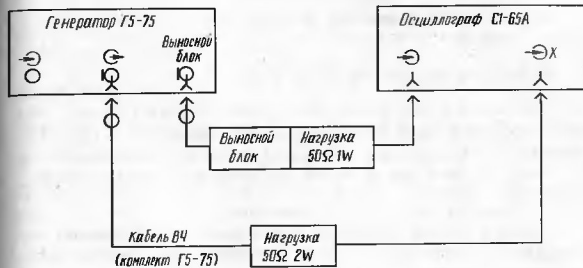 Генератор Г5-75
Выносной
блок
Осциллограф С1-65А
X
Выносной
блок
Нагрузка
50Ω 1W
Кабель ВЧ
(комплект Г5-75)
Нагрузка
50Ω 2W